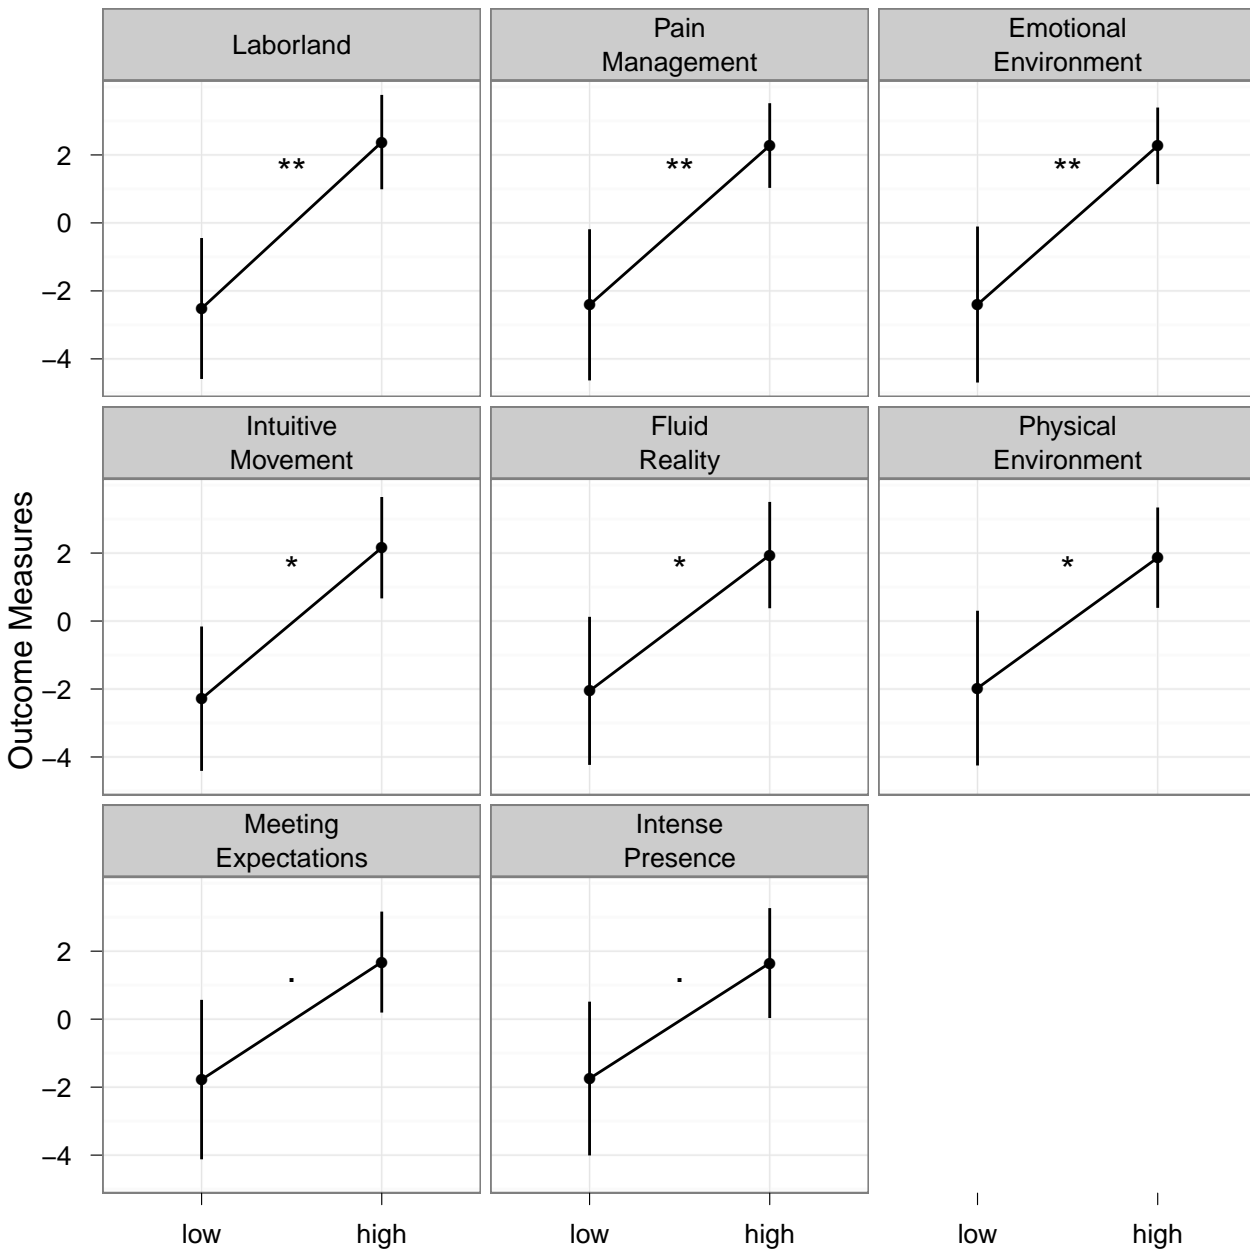 Laborland
Pain
Management
Emotional
Environment
2
**
**
**
0
−2
−4
Intuitive
Movement
Fluid
Reality
Physical
Environment
Outcome Measures
2
*
*
*
0
−2
−4
Meeting
Expectations
Intense
Presence
2
.
.
0
−2
−4
low
high
low
high
low
high